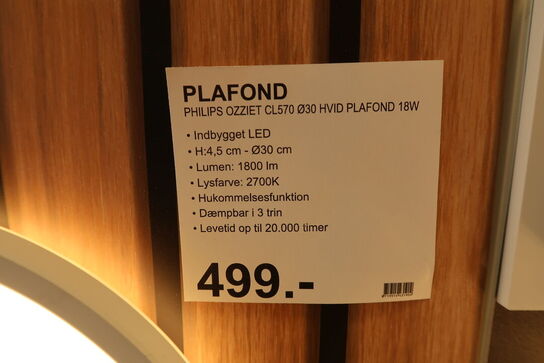 PLAFOND
PHILIPS OZZIET CL570 Ø30 HVID PLAFOND 18W
• Indbygget LED
• H:4,5 cm - Ø30 cm
• Lumen: 1800 lm
• Lysfarve: 2700K
• Hukommelsesfunktion
• Dæmpbar i 3 trin
• Levetid op til 20.000 timer
499.-